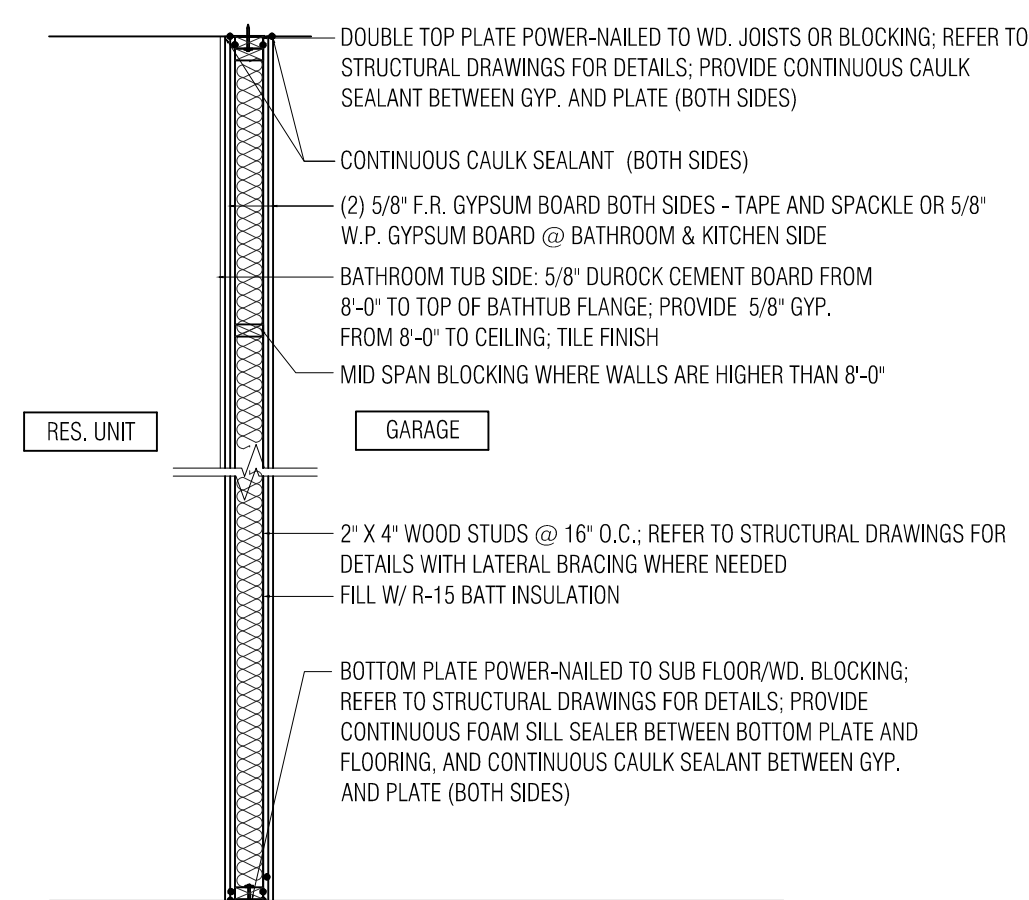 DOUBLE TOP PLATE POWER-NAILED TO WD. JOISTS OR BLOCKING; REFER TO
STRUCTURAL DRAWINGS FOR DETAILS; PROVIDE CONTINUOUS CAULK
SEALANT BETWEEN GYP. AND PLATE (BOTH SIDES)
CONTINUOUS CAULK SEALANT (BOTH SIDES)
(2) 5/8" F.R. GYPSUM BOARD BOTH SIDES - TAPE AND SPACKLE OR 5/8"
W.P. GYPSUM BOARD @ BATHROOM & KITCHEN SIDE
BATHROOM TUB SIDE: 5/8" DUROCK CEMENT BOARD FROM
8'-0" TO TOP OF BATHTUB FLANGE; PROVIDE 5/8" GYP.
FROM 8'-0" TO CEILING; TILE FINISH
MID SPAN BLOCKING WHERE WALLS ARE HIGHER THAN 8'-0"
RES. UNIT
GARAGE
2" X 4" WOOD STUDS @ 16" O.C.; REFER TO STRUCTURAL DRAWINGS FOR
DETAILS WITH LATERAL BRACING WHERE NEEDED
FILL W/ R-15 BATT INSULATION
BOTTOM PLATE POWER-NAILED TO SUB FLOOR/WD. BLOCKING;
REFER TO STRUCTURAL DRAWINGS FOR DETAILS; PROVIDE
CONTINUOUS FOAM SILL SEALER BETWEEN BOTTOM PLATE AND
FLOORING, AND CONTINUOUS CAULK SEALANT BETWEEN GYP.
AND PLATE (BOTH SIDES)